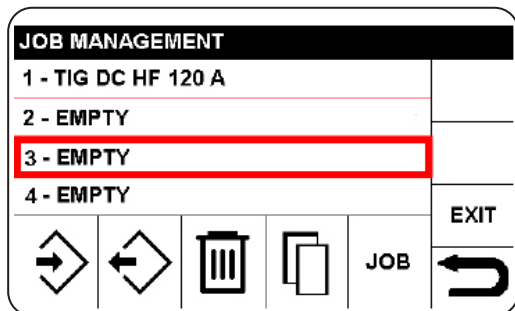 JOB MANAGEMENT
1 - TIG DC HF 120 A
2 - EMPTY
3 - EMPTY
4 - EMPTY
EXIT
JOB